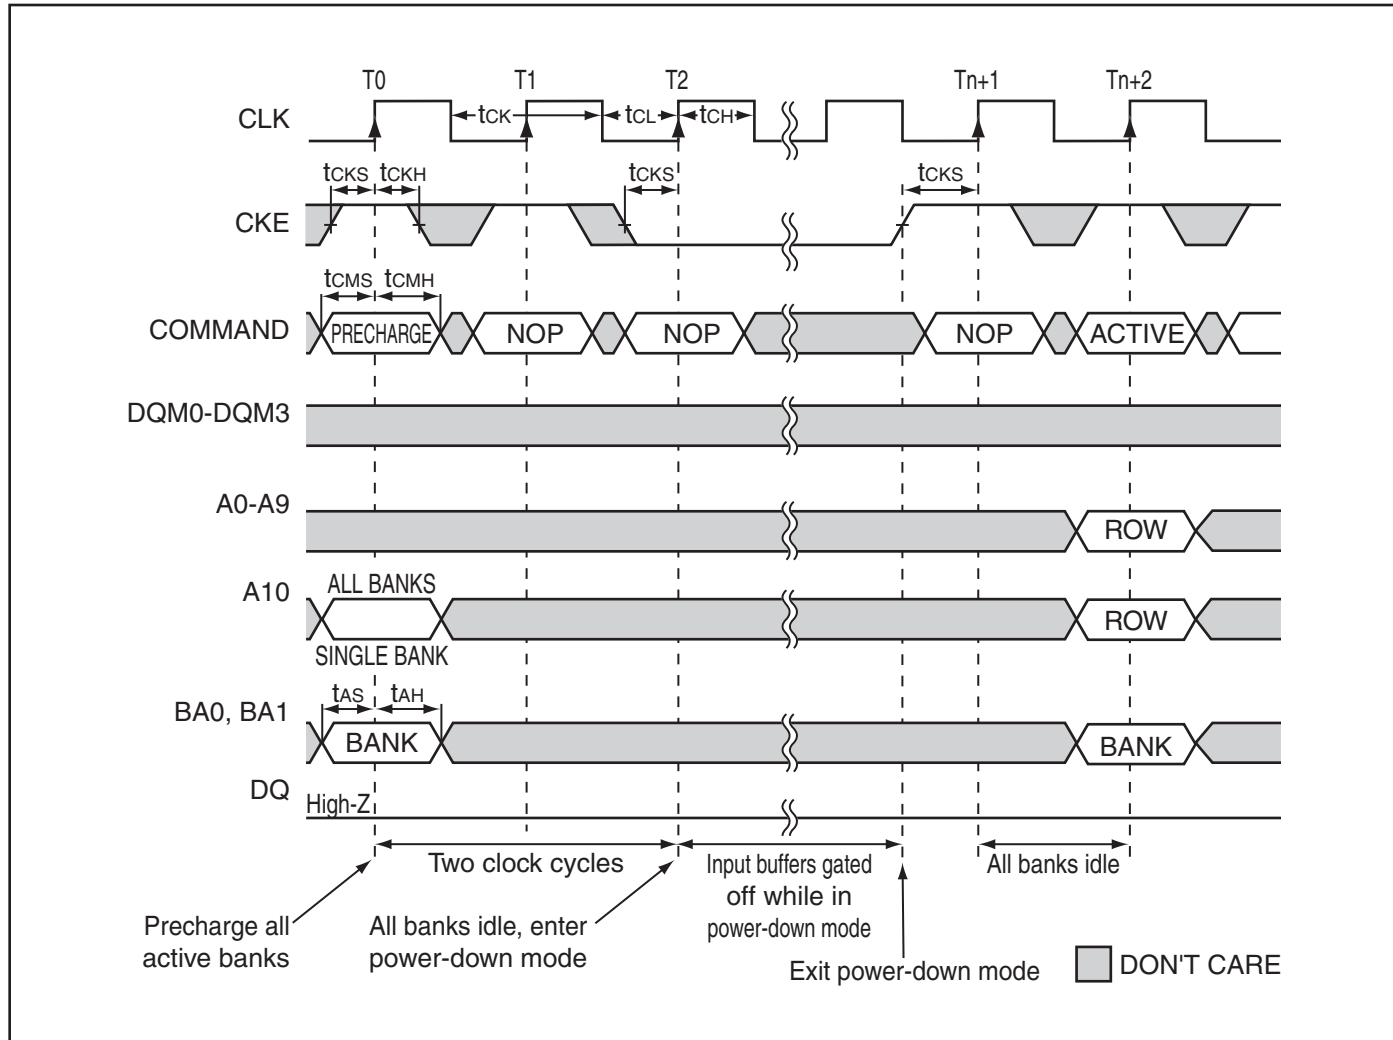 T0 T1 T2 Tn+1 Tn+2
CLK
tCK tCL tCH
tCKS tCKH tCKS tCKS
CKE
tCMS tCMH
COMMAND PRECHARGE NOP NOP NOP ACTIVE
DQM0-DQM3
A0-A9 ROW
ALL BANKS
A10 ROW
SINGLE BANK
tAS tAH
BA0, BA1 BANK BANK
DQ High-Z
Two clock cycles
Input buffers gated
off while in
power-down mode
All banks idle
Precharge all
active banks
All banks idle, enter
power-down mode
Exit power-down mode
DON'T CARE